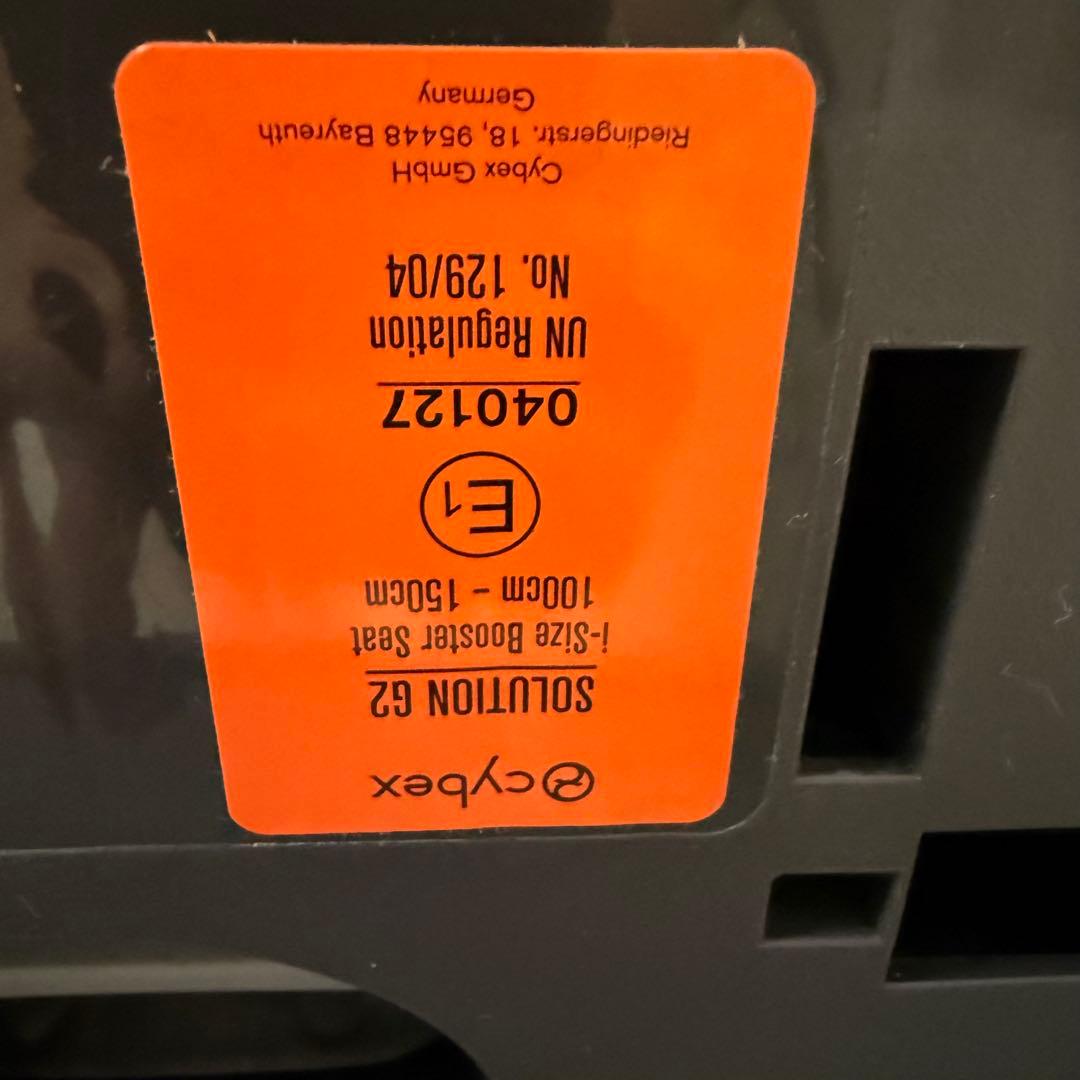 cybex
SOLUTION G2
i-Size Booster Seat
100cm - 150cm
E1
040127
UN Regulation
No. 129/04
Cybex GmbH
Riedingerstr. 18, 95448 Bayreuth
Germany